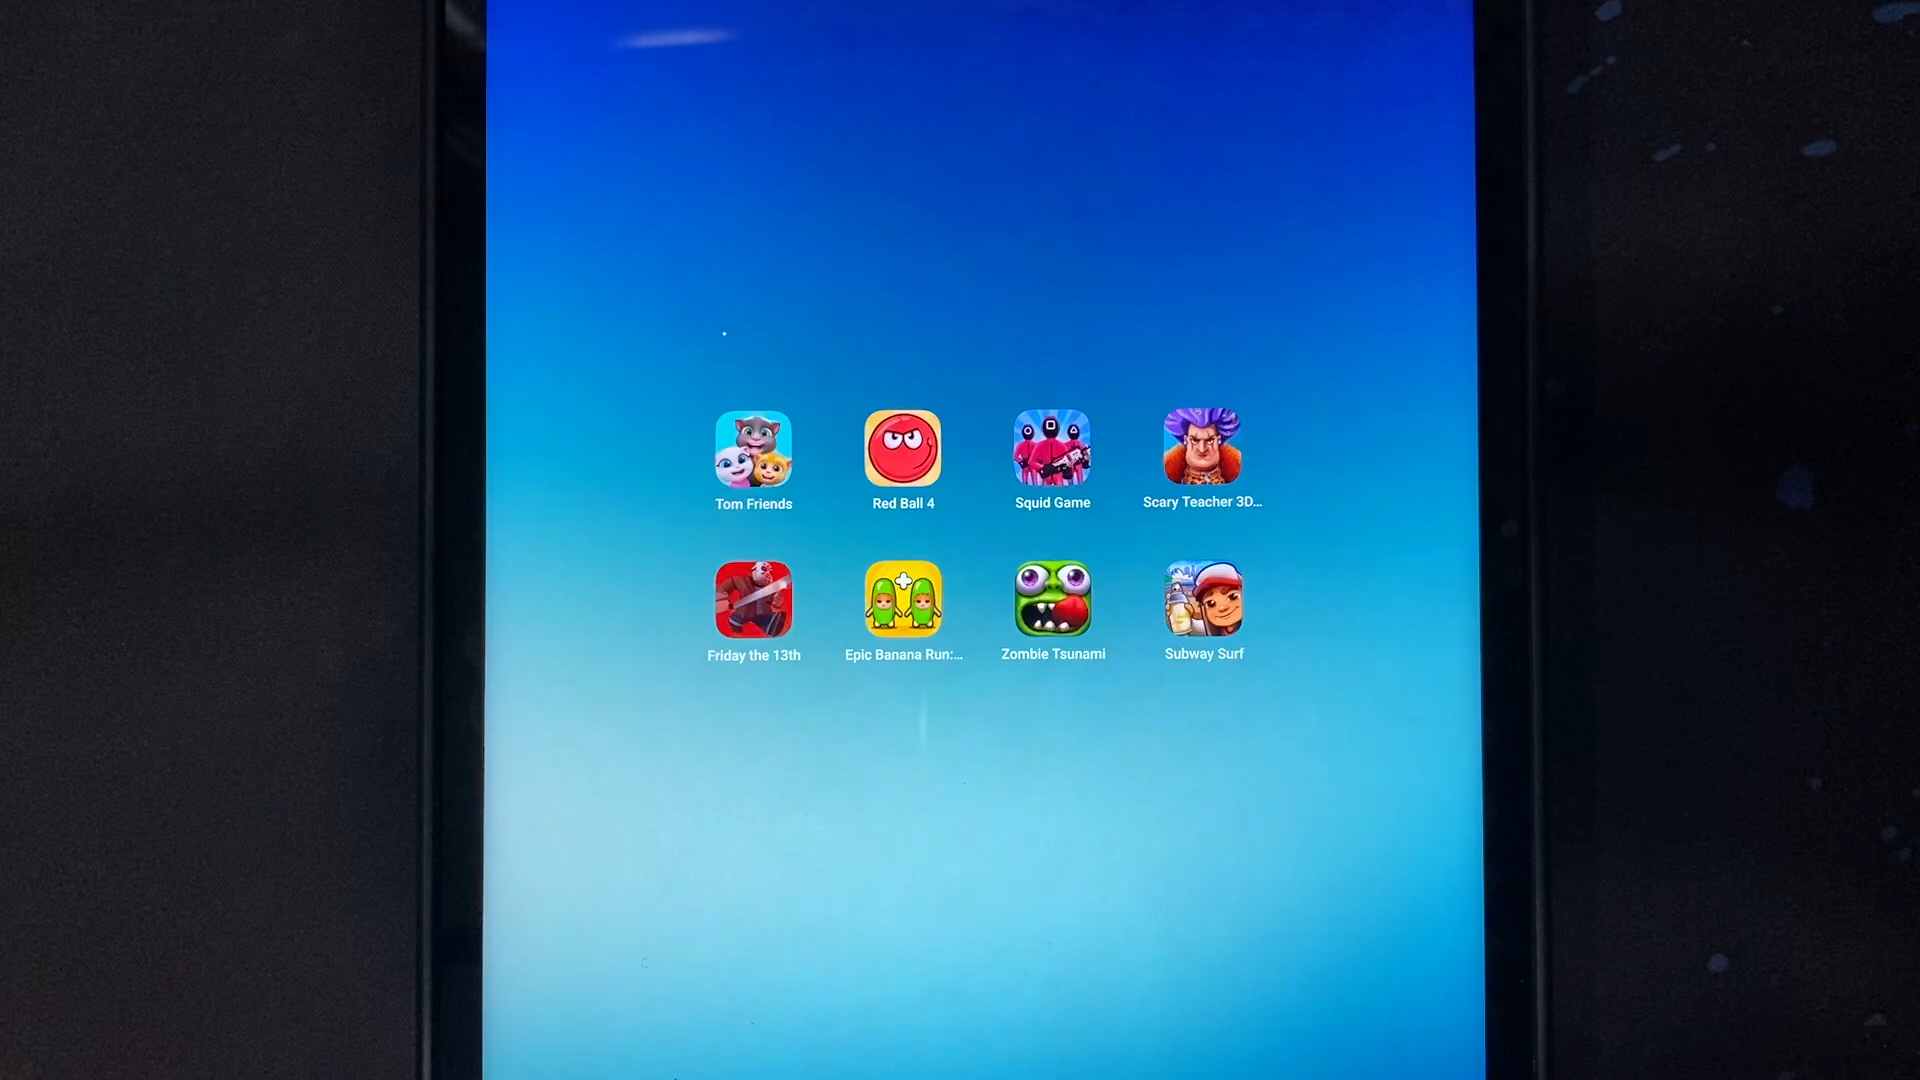 Tom Friends
Red Ball 4
Squid Game
Scary Teacher 3D...
Friday the 13th
Epic Banana Run:...
Zombie Tsunami
Subway Surf